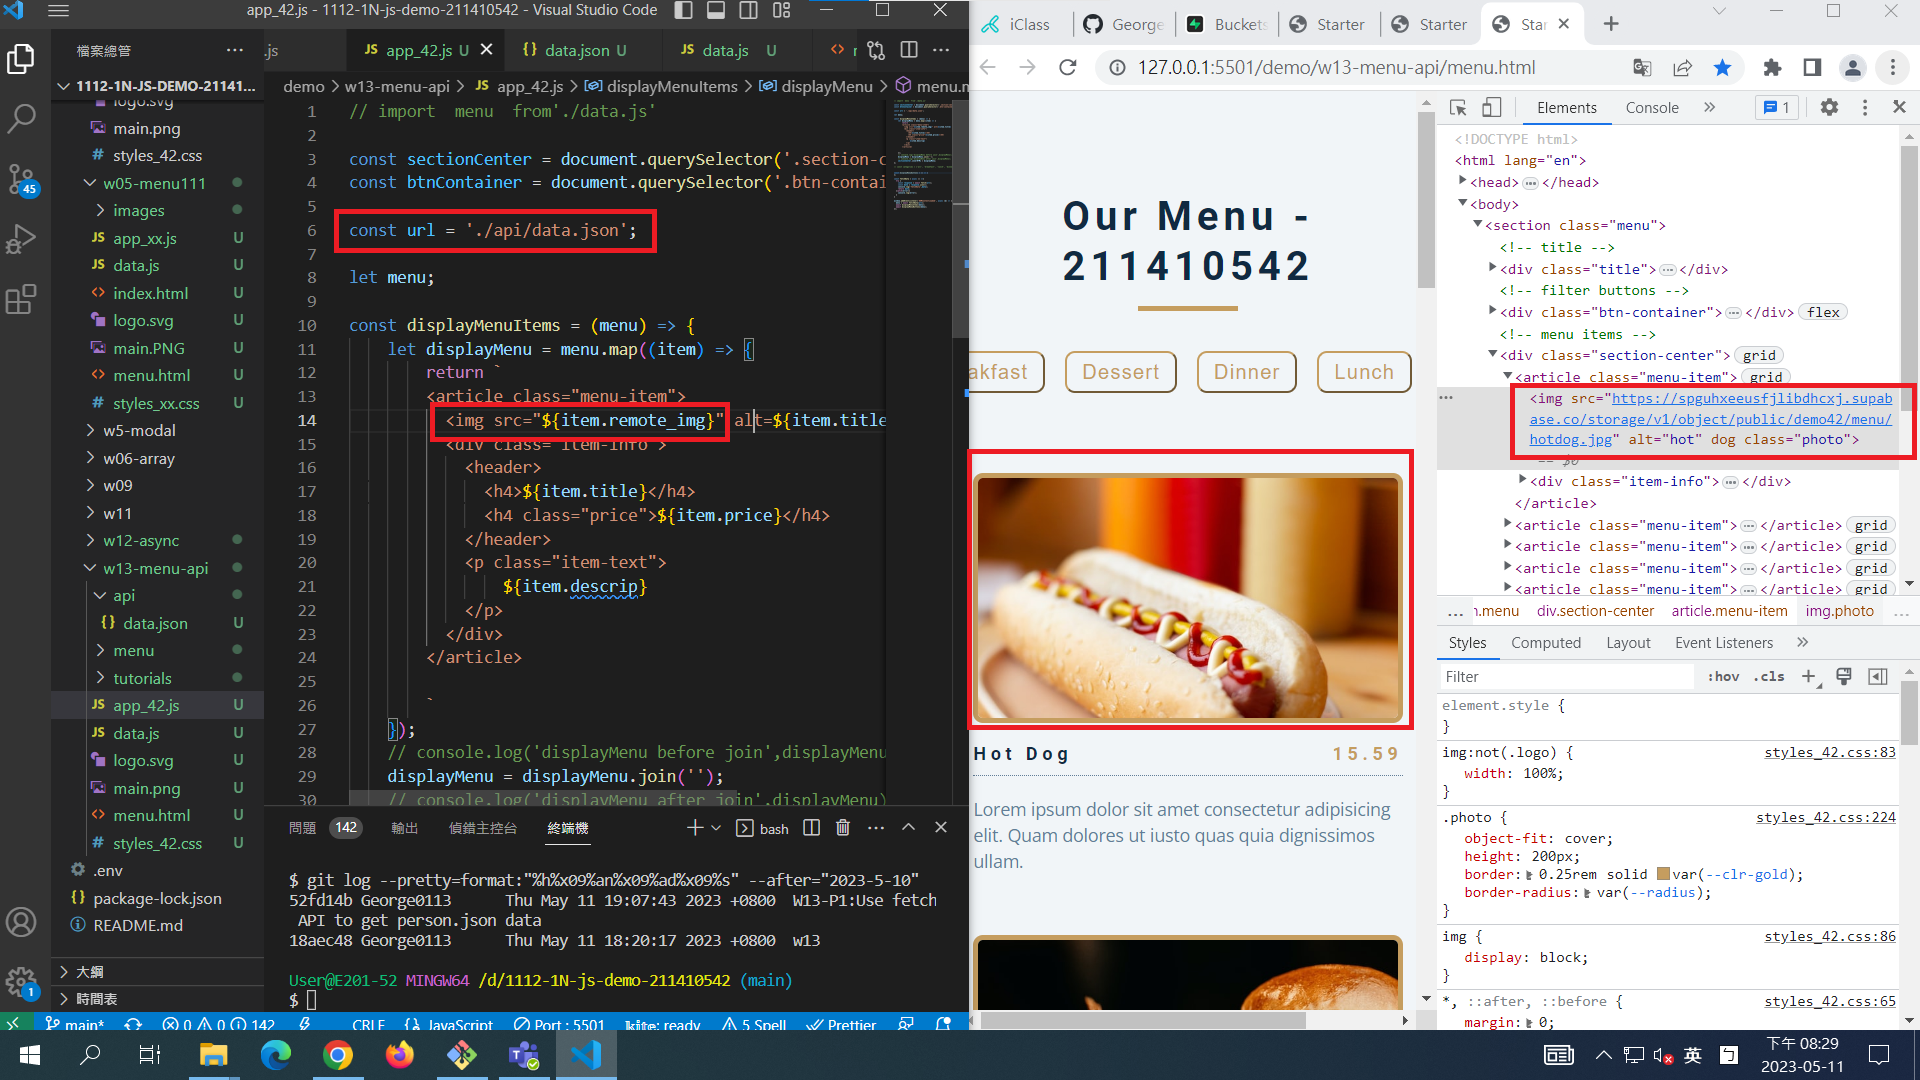 app_42.js - 1112-1N-js-demo-211410542 - Visual Studio Code
檔案總管
1112-1N-JS-DEMO-21141...
logo.svg
main.png
styles_42.css
w05-menu111
images
app_xx.js U
data.js U
index.html U
logo.svg U
main.PNG U
menu.html U
styles_xx.css U
w5-modal
w06-array
w09
w11
w12-async
w13-menu-api
api
data.json U
menu
tutorials
app_42.js U
data.js U
logo.svg U
main.png U
menu.html U
styles_42.css U
.env
package-lock.json
README.md
大綱
時間表
45
1
.js
JS app_42.js U
{} data.json U
JS data.js U
demo > w13-menu-api > JS app_42.js > displayMenuItems > displayMenu > menu.m
1 // import menu from'./data.js'
2
3 const sectionCenter = document.querySelector('.section-c
4 const btnContainer = document.querySelector('.btn-contai
5
6 const url = './api/data.json';
7
8 let menu;
9
10 const displayMenuItems = (menu) => {
11 let displayMenu = menu.map((item) => {
12 return `
13 <article class="menu-item">
14 <img src="${item.remote_img}" alt=${item.title
15 <div class="item-info">
16 <header>
17 <h4>${item.title}</h4>
18 <h4 class="price">${item.price}</h4>
19 </header>
20 <p class="item-text">
21 ${item.descrip}
22 </p>
23 </div>
24 </article>
25
26 `
27 });
28 // console.log('displayMenu before join',displayMenu
29 displayMenu = displayMenu.join('');
30 // console.log('displayMenu after join',displayMenu)
問題 142 輸出 偵錯主控台 終端機 bash
$ git log --pretty=format:"%h%x09%an%x09%ad%x09%s" --after="2023-5-10"
52fd14b George0113 Thu May 11 19:07:43 2023 +0800 W13-P1:Use fetch
API to get person.json data
18aec48 George0113 Thu May 11 18:20:17 2023 +0800 w13
User@E201-52 MINGW64 /d/1112-1N-js-demo-211410542 (main)
$
main* 0 0 142 CRLF {} JavaScript Port : 5501 kite: ready 5 Spell Prettier
iClass
George
Buckets
Starter
Starter
Star
127.0.0.1:5501/demo/w13-menu-api/menu.html
Our Menu -
211410542
akfast
Dessert
Dinner
Lunch
Hot Dog 15.59
Lorem ipsum dolor sit amet consectetur adipisicing
elit. Quam dolores ut iusto quas quia dignissimos
ullam.
Elements Console 1
<!DOCTYPE html>
<html lang="en">
<head> … </head>
<body>
<section class="menu">
<!-- title -->
<div class="title"> … </div>
<!-- filter buttons -->
<div class="btn-container"> … </div> flex
<!-- menu items -->
<div class="section-center"> grid
<article class="menu-item"> grid
<img src="https://spguhxeeusfjlibdhcxj.supab
ase.co/storage/v1/object/public/demo42/menu/
hotdog.jpg" alt="hot" dog class="photo">
== $0
<div class="item-info"> … </div>
</article>
<article class="menu-item"> … </article> grid
<article class="menu-item"> … </article> grid
<article class="menu-item"> … </article> grid
<article class="menu-item"> … </article> grid
... n.menu div.section-center article.menu-item img.photo ...
Styles Computed Layout Event Listeners
Filter :hov .cls
element.style {
}
img:not(.logo) { styles_42.css:83
width: 100%;
}
.photo { styles_42.css:224
object-fit: cover;
height: 200px;
border: 0.25rem solid var(--clr-gold);
border-radius: var(--radius);
}
img { styles_42.css:86
display: block;
}
*, ::after, ::before { styles_42.css:65
margin: 0;
英
ㄅ
下午 08:29
2023-05-11